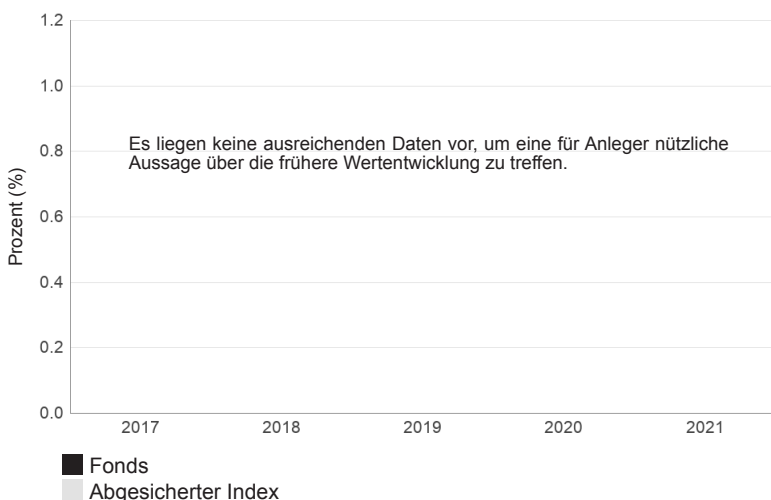 1.2
1.0
Es liegen keine ausreichenden Daten vor, um eine für Anleger nützliche
0.8
Aussage über die frühere Wertentwicklung zu treffen.
Prozent (%)
0.6
0.4
0.2
0.0
2017 2018 2019 2020 2021
Fonds
Abgesicherter Index